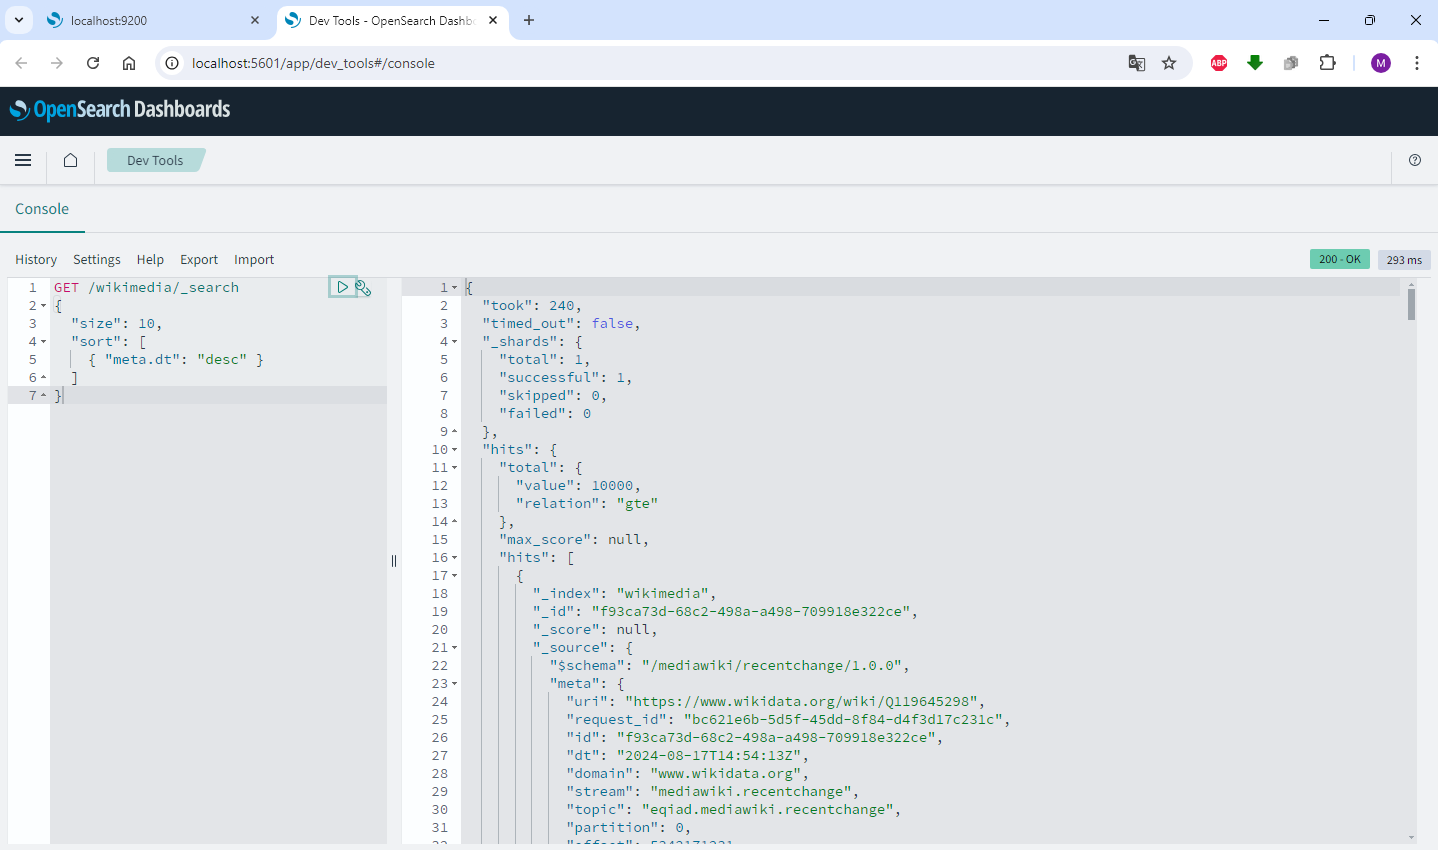 localhost:9200
Dev Tools - OpenSearch Dashb
localhost:5601/app/dev_tools#/console
ABP
M
OpenSearch Dashboards
Dev Tools
Console
History Settings Help Export Import
200 - OK 293 ms
1 GET /wikimedia/_search
2 {
3 "size": 10,
4 "sort": [
5 { "meta.dt": "desc" }
6 ]
7 }
1 {
2 "took": 240,
3 "timed_out": false,
4 "_shards": {
5 "total": 1,
6 "successful": 1,
7 "skipped": 0,
8 "failed": 0
9 },
10 "hits": {
11 "total": {
12 "value": 10000,
13 "relation": "gte"
14 },
15 "max_score": null,
16 "hits": [
17 {
18 "_index": "wikimedia",
19 "_id": "f93ca73d-68c2-498a-a498-709918e322ce",
20 "_score": null,
21 "_source": {
22 "$schema": "/mediawiki/recentchange/1.0.0",
23 "meta": {
24 "uri": "https://www.wikidata.org/wiki/Q119645298",
25 "request_id": "bc621e6b-5d5f-45dd-8f84-d4f3d17c231c",
26 "id": "f93ca73d-68c2-498a-a498-709918e322ce",
27 "dt": "2024-08-17T14:54:13Z",
28 "domain": "www.wikidata.org",
29 "stream": "mediawiki.recentchange",
30 "topic": "eqiad.mediawiki.recentchange",
31 "partition": 0,